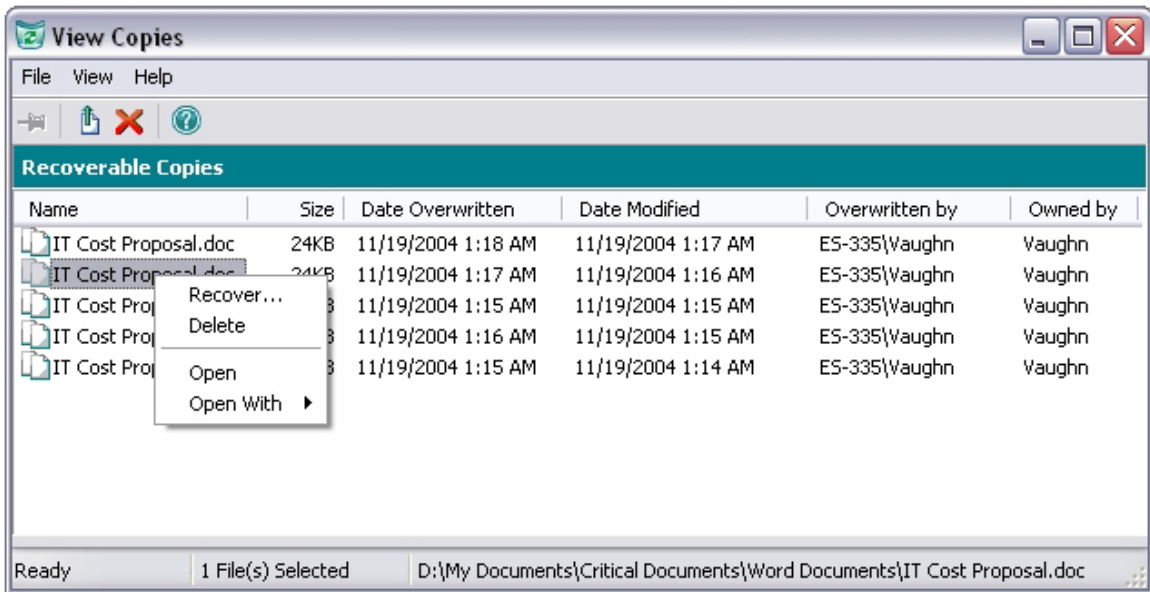 View Copies
File View Help
Recoverable Copies
Name Size Date Overwritten Date Modified Overwritten by Owned by
IT Cost Proposal.doc 24KB 11/19/2004 1:18 AM 11/19/2004 1:17 AM ES-335\Vaughn Vaughn
IT Cost Proposal.doc 24KB 11/19/2004 1:17 AM 11/19/2004 1:16 AM ES-335\Vaughn Vaughn
IT Cost 11/19/2004 1:15 AM 11/19/2004 1:15 AM ES-335\Vaughn Vaughn
IT Cost 11/19/2004 1:16 AM 11/19/2004 1:15 AM ES-335\Vaughn Vaughn
IT Cost 11/19/2004 1:15 AM 11/19/2004 1:14 AM ES-335\Vaughn Vaughn
Recover...
Delete
Open
Open With
Ready 1 File(s) Selected D:\My Documents\Critical Documents\Word Documents\IT Cost Proposal.doc